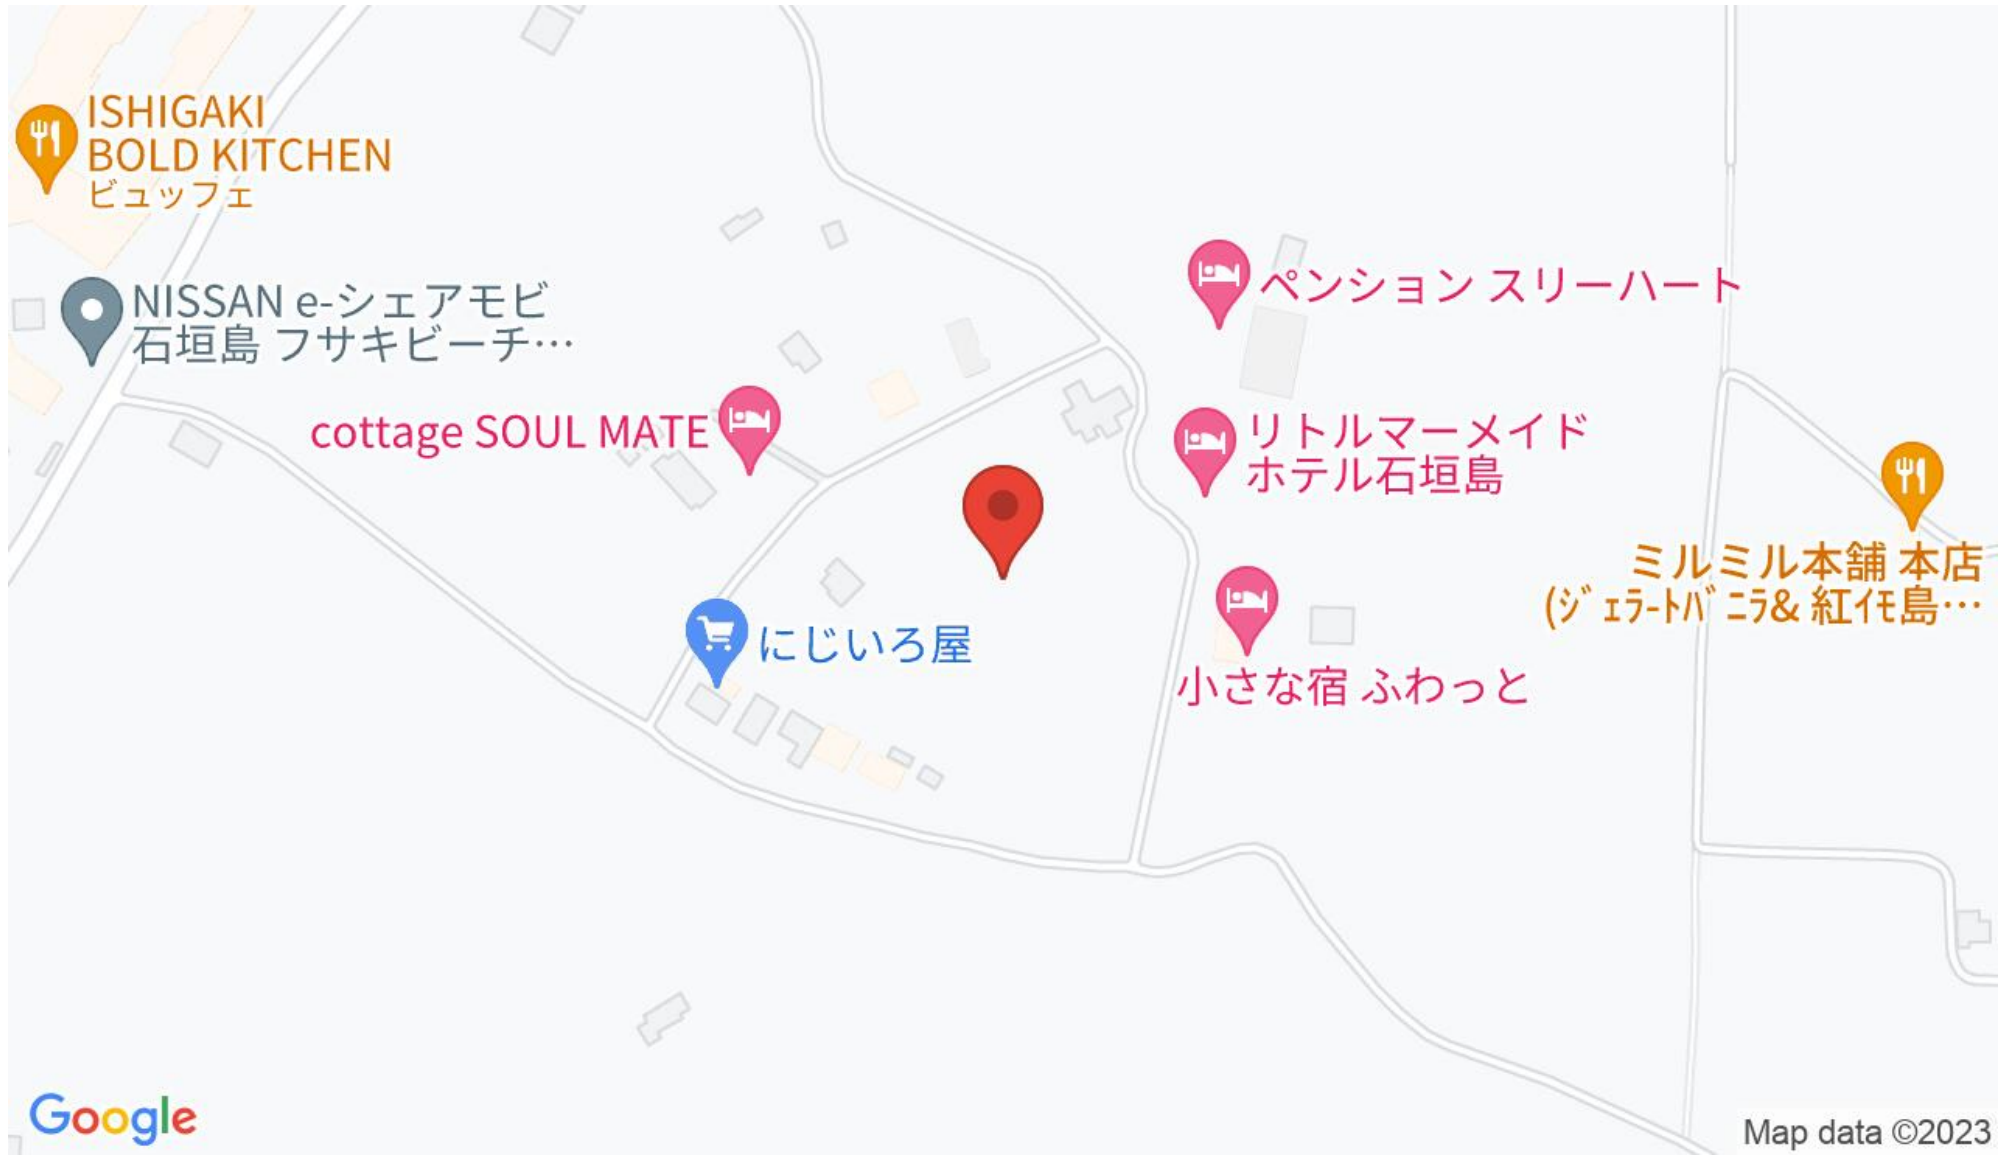 ISHIGAKI
BOLD KITCHEN
ビュッフェ
NISSAN e-シェアモビ
石垣島 フサキビーチ…
cottage SOUL MATE
ペンション スリーハート
リトルマーメイド
ホテル石垣島
ミルミル本舗 本店
(ジェラ-トバニラ& 紅イモ島…
にじいろ屋
小さな宿 ふわっと
Google
Map data ©2023